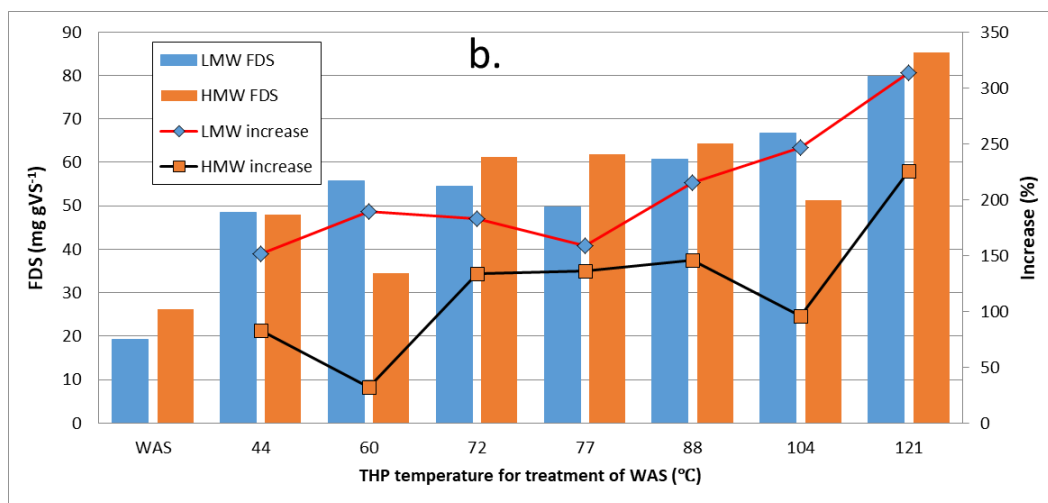 b.
LMW FDS
HMW FDS
LMW increase
HMW increase
FDS (mg gVS⁻¹)
90
80
70
60
50
40
30
20
10
0
350
300
250
200
150
100
50
0
Increase (%)
WAS 44 60 72 77 88 104 121
THP temperature for treatment of WAS (℃)